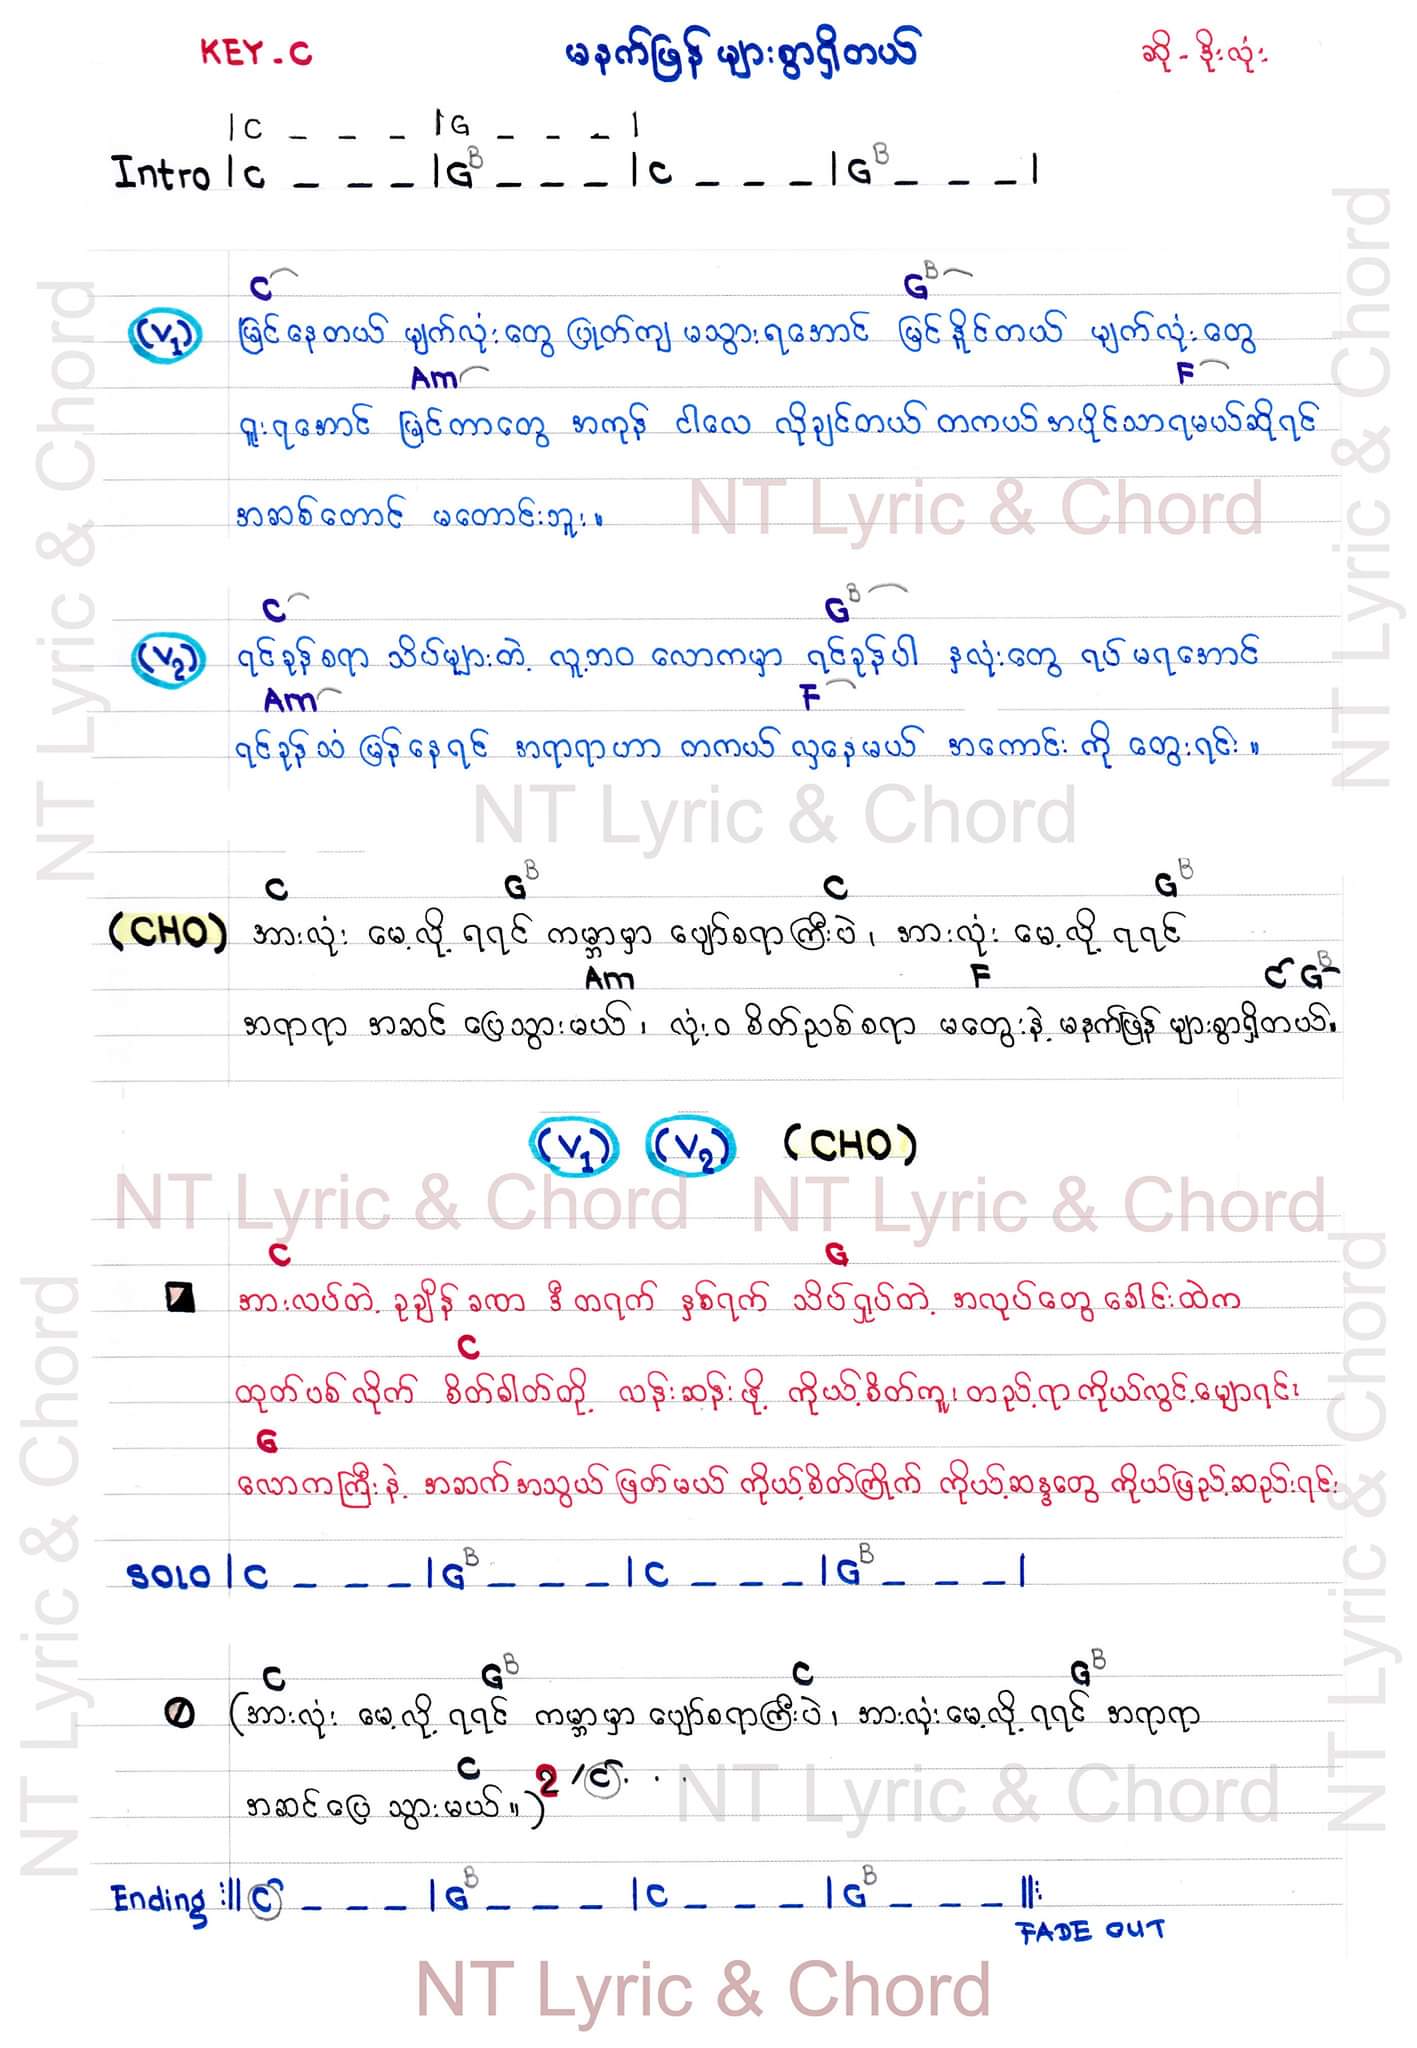 KEY - C
မနက်ဖြန် များစွာရှိတယ်
ဆို - ဒိုးလုံး
| C _ _ _ | G _ _ _ |
Intro | C _ _ _ | G B _ _ _ | C _ _ _ | G B _ _ _ |
C G B
(V1) မြင်နေတယ် မျက်လုံးတွေ ပြုတ်ကျ မသွားရအောင် မြင်နိုင်တယ် မျက်လုံးတွေ
Am F
ရူးရအောင် မြင်တာတွေ အကုန် ငါလေ လိုချင်တယ် တကယ်အပိုင်သာရမယ်ဆိုရင်
အဆစ်တောင် မတောင်းဘူး။
NT Lyric & Chord
C G B
(V2) ရင်ခုန်စရာ သိပ်များတဲ့ လူ့ဘဝ လောကမှာ ရင်ခုန်ပါ နှလုံးတွေ ရပ်မရအောင်
Am F
ရင်ခုန်သံ မြန်နေရင် အရာရာဟာ တကယ် လှနေမယ် အကောင်း ကို တွေးရင်း။
NT Lyric & Chord
C G B C G B
(CHO) အားလုံး မေ့လို့ ရရင် ကမ္ဘာမှာ ပျော်စရာကြီးပဲ၊ အားလုံး မေ့လို့ ရရင်
Am F C G B
အရာရာ အဆင် ပြေသွားမယ်၊ လုံးဝ စိတ်ညစ်စရာ မတွေးနဲ့ မနက်ဖြန် များစွာရှိတယ်။
(V1) (V2) (CHO)
NT Lyric & Chord NT Lyric & Chord
C G
အားလပ်တဲ့ ခုချိန်ခဏ ဒီတရက် နှစ်ရက် သိပ်ရှုပ်တဲ့ အလုပ်တွေ ခေါင်းထဲက
C
ထုတ်ပစ်လိုက် စိတ်ဓါတ်တို့ လန်းဆန်းဖို့ ကိုယ့်စိတ်ကူး၊ တည့်ရာကိုယ်လွင့်မျောရင်း
G
လောကကြီးနဲ့ အဆက်အသွယ်ဖြတ်မယ် ကိုယ့်စိတ်ကြိုက် ကိုယ့်ဆန္ဒတွေ ကိုယ်ဖြည့်ဆည်းရင်း
SOLO | C _ _ _ | G B _ _ _ | C _ _ _ | G B _ _ _ |
C G B C G B
(အားလုံး မေ့လို့ ရရင် ကမ္ဘာမှာ ပျော်စရာကြီးပဲ၊ အားလုံးမေ့လို့ ရရင် အရာရာ
C 2 / C . . .
အဆင်ပြေ သွားမယ်။)
NT Lyric & Chord
Ending :|| C _ _ _ | G B _ _ _ | C _ _ _ | G B _ _ _ ||:
FADE OUT
NT Lyric & Chord
NT Lyric & Chord
NT Lyric & Chord
NT Lyric & Chord
NT Lyric & Chord